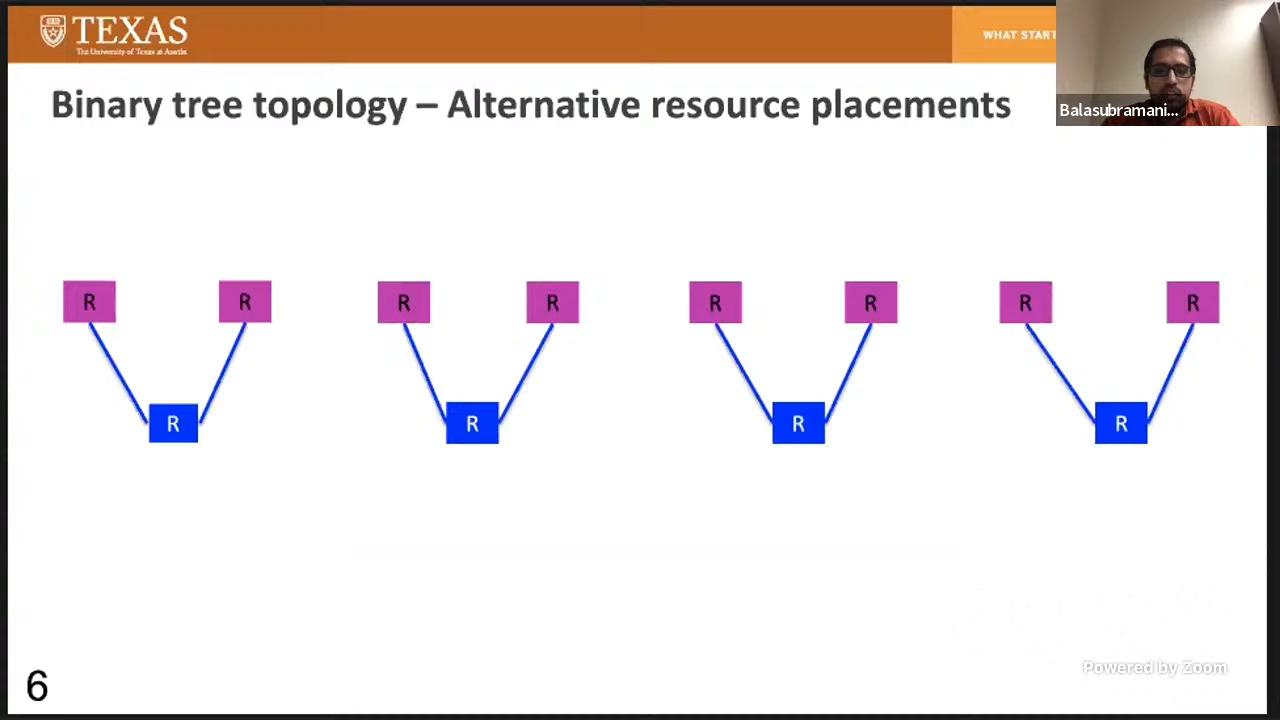 TEXAS
The University of Texas at Austin
WHAT START
Balasubramani...
Binary tree topology – Alternative resource placements
R R R R R R R R
R R R R
Powered by Zoom
6